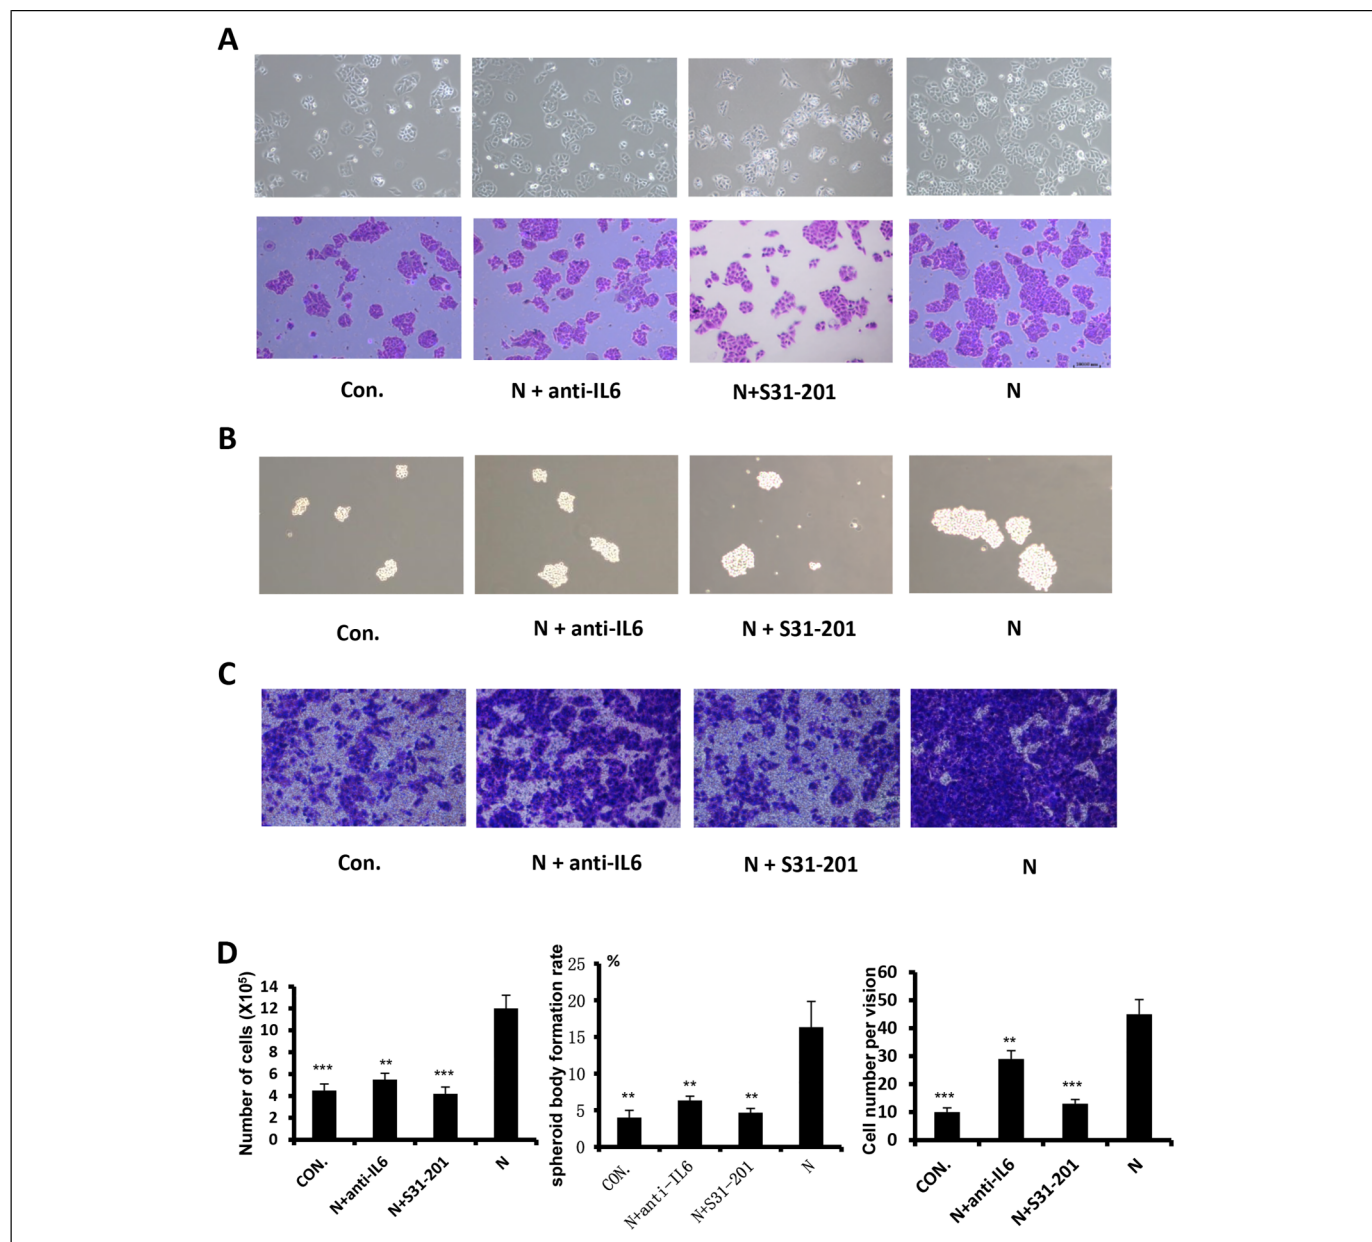 A
Con.
N + anti-IL6
N+S31-201
N
B
Con.
N + anti-IL6
N + S31-201
N
C
Con.
N + anti-IL6
N + S31-201
N
D
Number of cells (X10⁵)
14
12
10
8
6
4
2
0
***
**
***
CON.
N+anti-IL6
N+S31-201
N
spheroid body formation rate
%
25
20
15
10
5
0
**
**
**
CON.
N+anti-IL6
N+S31-201
N
Cell number per vision
60
50
40
30
20
10
0
***
**
***
CON.
N+anti-IL6
N+S31-201
N